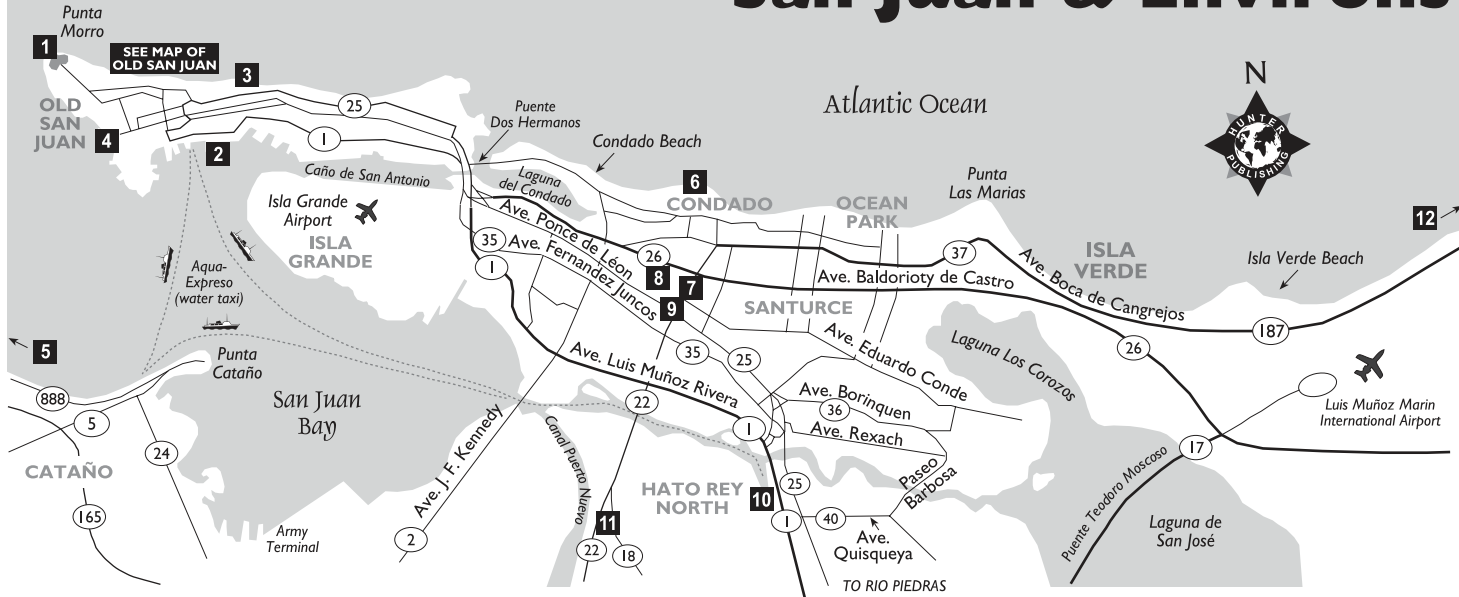 San Juan & Environs
Punta
Morro
1
SEE MAP OF
OLD SAN JUAN
3
OLD
SAN
JUAN
4
2
25
1
Puente
Dos Hermanos
Condado Beach
Atlantic Ocean
N
HUNTER
PUBLISHING
Caño de San Antonio
Laguna
del Condado
6
CONDADO
OCEAN
PARK
Punta
Las Marias
12
Isla Grande
Airport
ISLA
GRANDE
35
1
Ave. Ponce de Léon
Ave. Fernandez Juncos
26
8
7
9
37
ISLA
VERDE
Isla Verde Beach
Ave. Baldorioty de Castro
Ave. Boca de Cangrejos
SANTURCE
187
26
Aqua-
Expreso
(water taxi)
5
Punta
Cataño
888
5
24
CATAÑO
165
San Juan
Bay
Army
Terminal
Ave. Luis Muñoz Rivera
35
25
Ave. Eduardo Conde
Laguna Los Corozos
22
Ave. Borinquen
36
Ave. Rexach
1
Luis Muñoz Marin
International Airport
17
Ave. J. F. Kennedy
2
Canal Puerto Nuevo
HATO REY
NORTH
10
25
Paseo
Barbosa
11
22
18
1
40
Ave.
Quisqueya
Puente Teodoro Moscoso
Laguna de
San José
TO RIO PIEDRAS